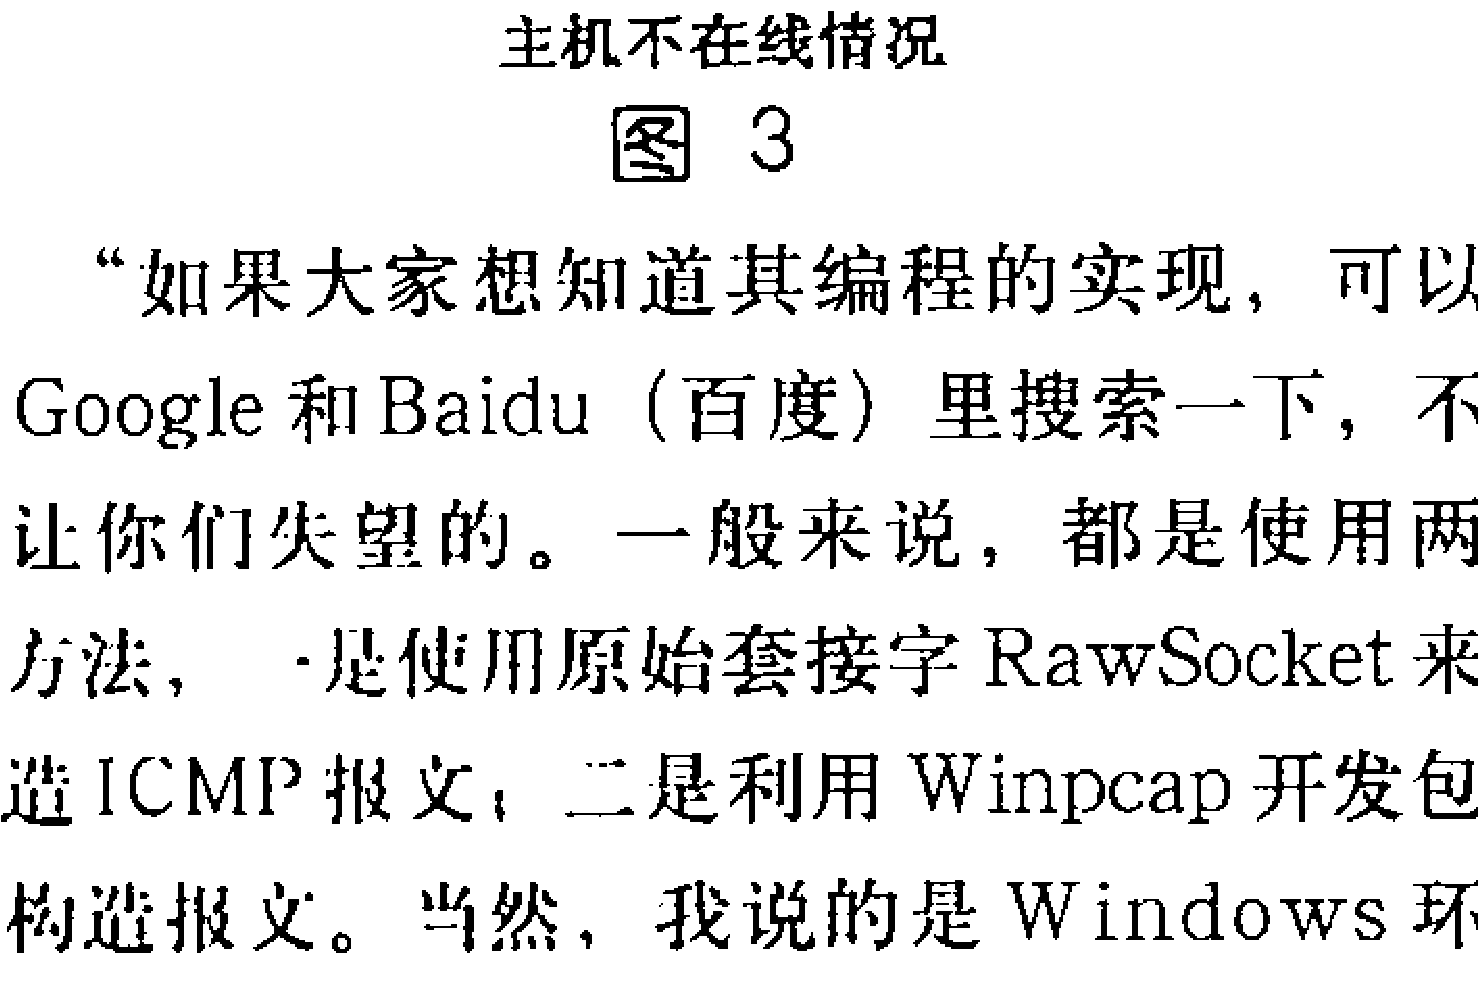 主机不在线情况
图 3
“如果大家想知道其编程的实现，可以
Google 和 Baidu（百度）里搜索一下，不
让你们失望的。一般来说，都是使用两
方法，一是使用原始套接字 RawSocket 来
造 ICMP 报文；二是利用 Winpcap 开发包
构造报文。当然，我说的是 Windows 环